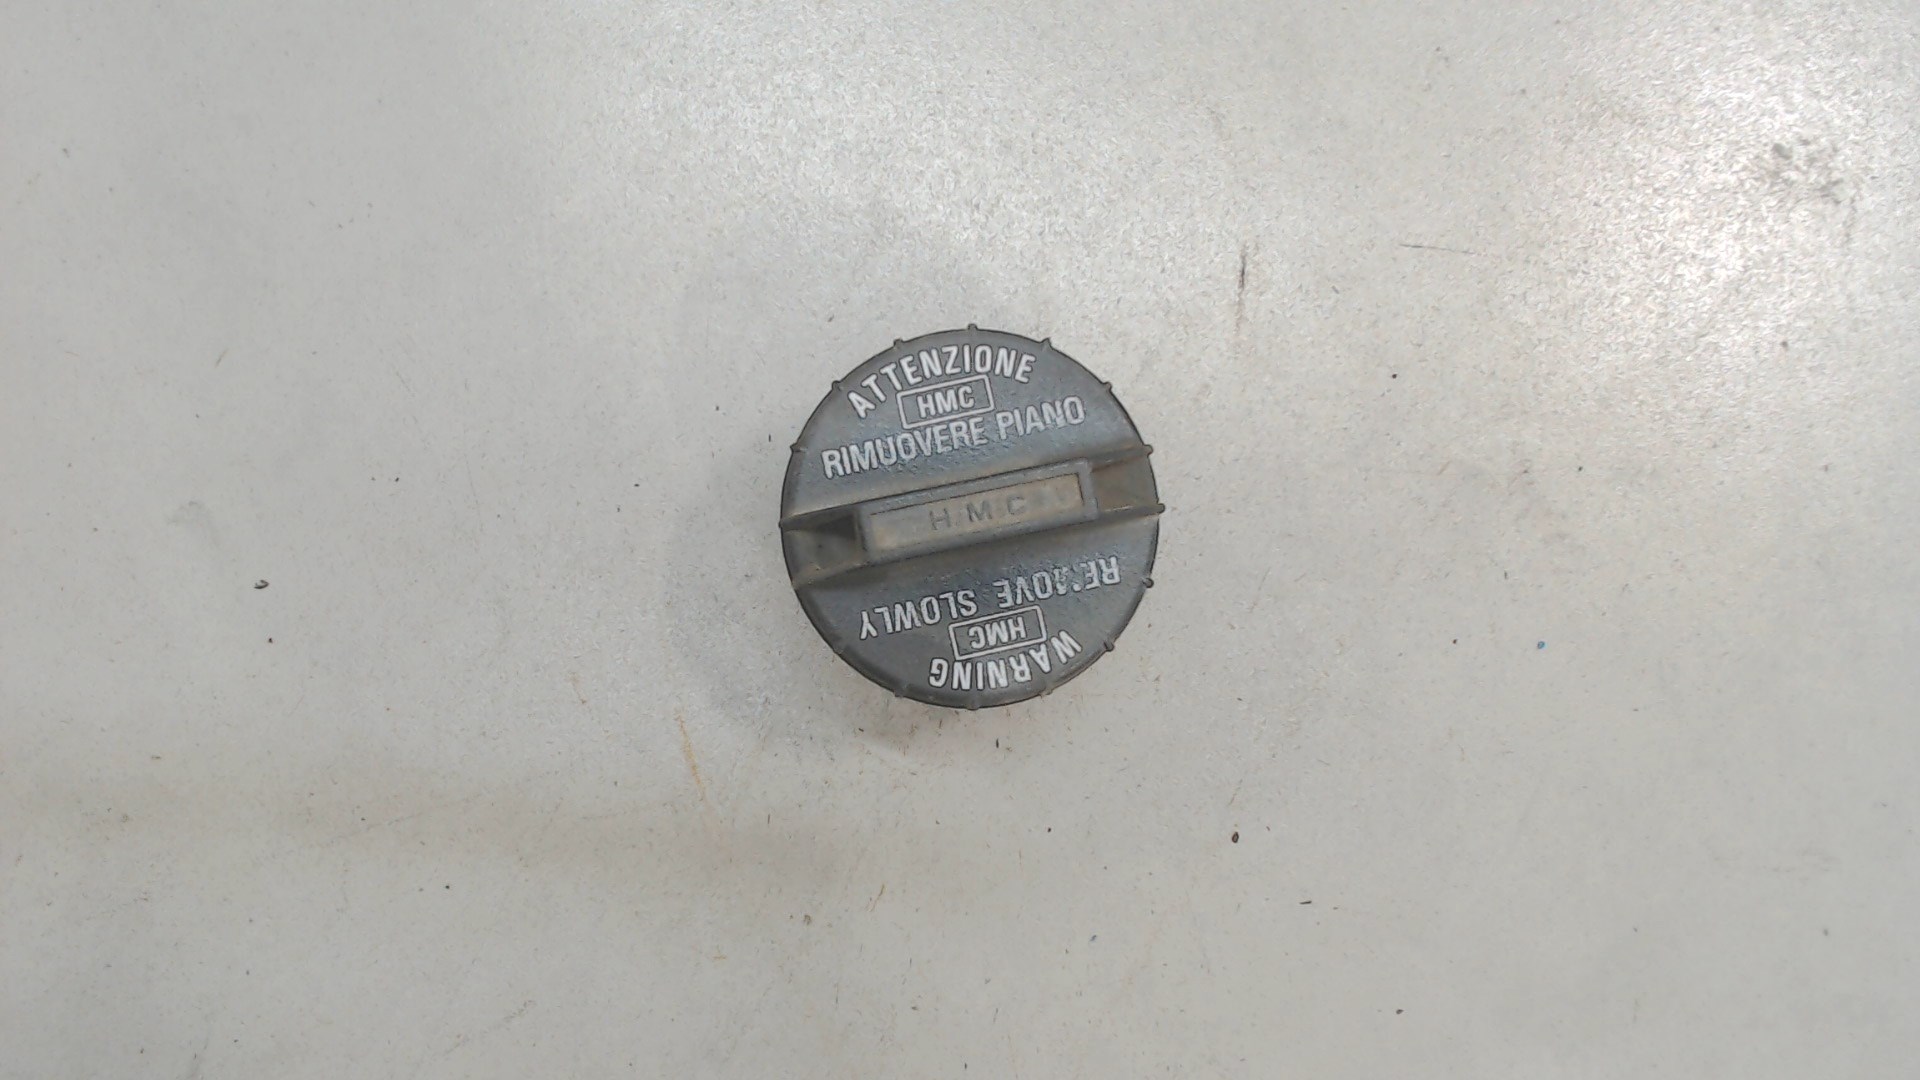 ATTENZIONE
HMC
RIMUOVERE PIANO
HMC
WARNING
HMC
REMOVE SLOWLY